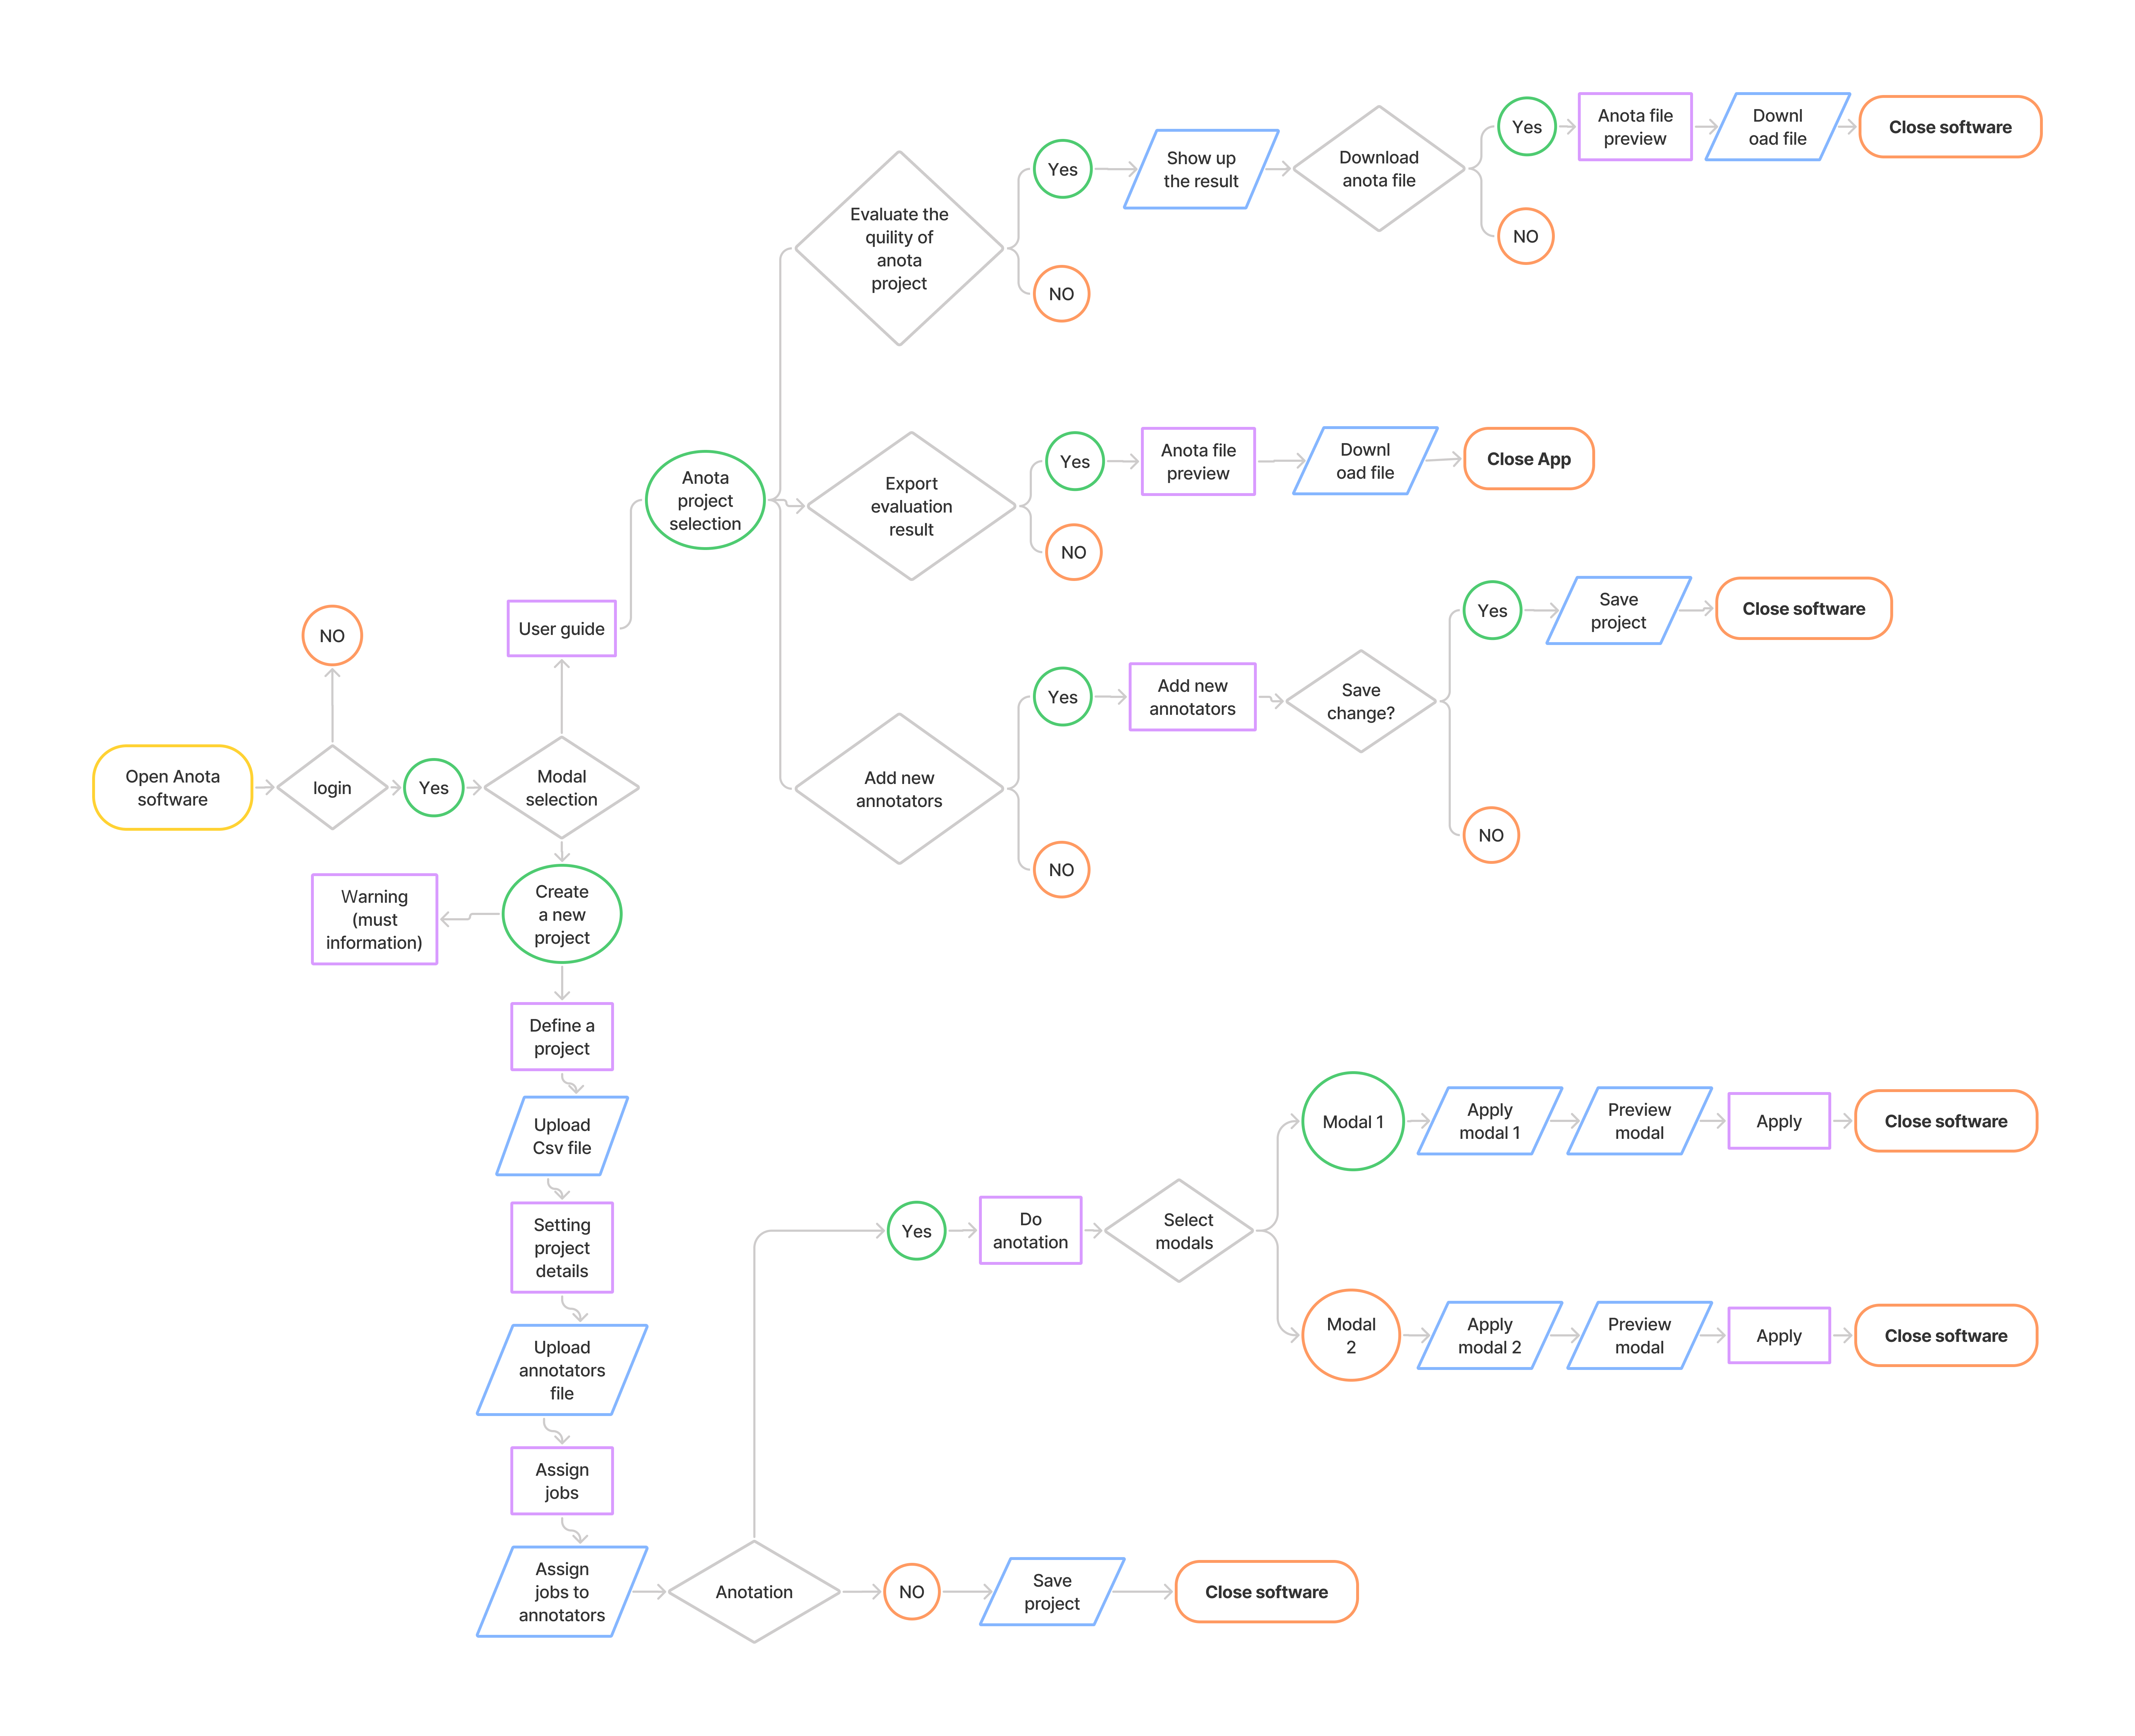 Yes
Anota file
preview
Downl
oad file
Close software
Yes
Show up
the result
Download
anota file
NO
Evaluate the
quility of
anota
project
NO
Anota
project
selection
Export
evaluation
result
Yes
Anota file
preview
Downl
oad file
Close App
NO
Yes
Save
project
Close software
NO
User guide
Yes
Add new
annotators
Save
change?
Open Anota
software
login
Yes
Modal
selection
Add new
annotators
NO
NO
Warning
(must
information)
Create
a new
project
Define a
project
Upload
Csv file
Modal 1
Apply
modal 1
Preview
modal
Apply
Close software
Setting
project
details
Yes
Do
anotation
Select
modals
Upload
annotators
file
Modal
2
Apply
modal 2
Preview
modal
Apply
Close software
Assign
jobs
Assign
jobs to
annotators
Anotation
NO
Save
project
Close software